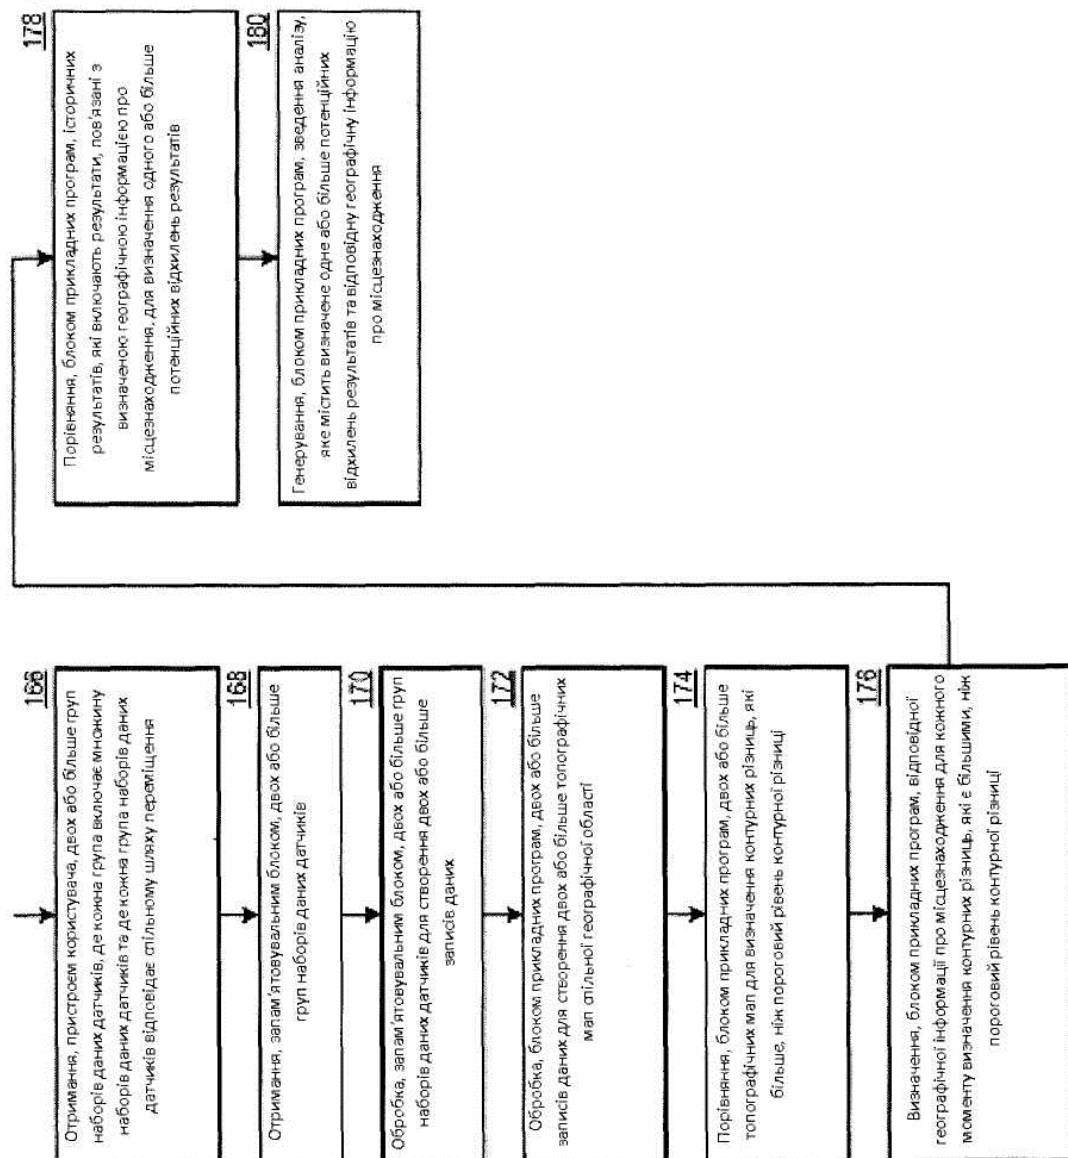 166
Отримання, пристроєм користувача, двох або більше груп
наборів даних датчиків, де кожна група включає множину
наборів даних датчиків та де кожна група наборів даних
датчиків відповідає спільному шляху переміщення
168
Отримання, запам'ятовувальним блоком, двох або більше
груп наборів даних датчиків
170
Обробка, запам'ятовувальним блоком, двох або більше груп
наборів даних датчиків для створення двох або більше
записів даних
172
Обробка, блоком прикладних програм, двох або більше
записів даних для створення двох або більше топографічних
мап спільної географічної області
174
Порівняння, блоком прикладних програм, двох або більше
топографічних мап для визначення контурних різниць, які
більше, ніж пороговий рівень контурної різниці
176
Визначення, блоком прикладних програм, відповідної
географічної інформації про місцезнаходження для кожного
моменту визначення контурних різниць, які є більшими, ніж
пороговий рівень контурної різниці
178
Порівняння, блоком прикладних програм, історичних
результатів, які включають результати, пов'язані з
визначеною географічною інформацією про
місцезнаходження, для визначення одного або більше
потенційних відхилень результатів
180
Генерування, блоком прикладних програм, зведення аналізу,
яке містить визначене одне або більше потенційних
відхилень результатів та відповідну географічну інформацію
про місцезнаходження